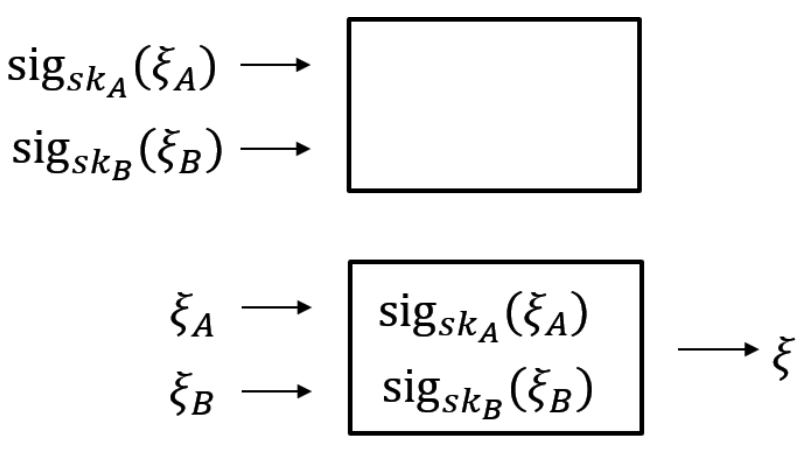 sig_{sk_A}(ξ_A)
sig_{sk_B}(ξ_B)
ξ_A sig_{sk_A}(ξ_A)
ξ_B sig_{sk_B}(ξ_B)
ξ